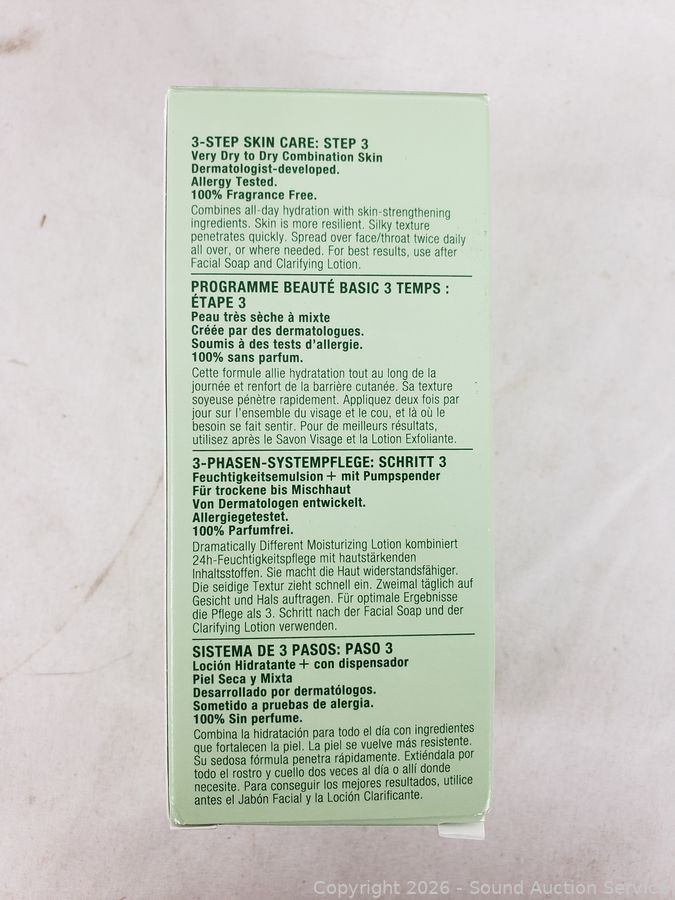 3-STEP SKIN CARE: STEP 3
Very Dry to Dry Combination Skin
Dermatologist-developed.
Allergy Tested.
100% Fragrance Free.
Combines all-day hydration with skin-strengthening
ingredients. Skin is more resilient. Silky texture
penetrates quickly. Spread over face/throat twice daily
all over, or where needed. For best results, use after
Facial Soap and Clarifying Lotion.
PROGRAMME BEAUTÉ BASIC 3 TEMPS :
ÉTAPE 3
Peau très sèche à mixte
Créée par des dermatologues.
Soumis à des tests d'allergie.
100% sans parfum.
Cette formule allie hydratation tout au long de la
journée et renfort de la barrière cutanée. Sa texture
soyeuse pénètre rapidement. Appliquez deux fois par
jour sur l'ensemble du visage et le cou, et là où le
besoin se fait sentir. Pour de meilleurs résultats,
utilisez après le Savon Visage et la Lotion Exfoliante.
3-PHASEN-SYSTEMPFLEGE: SCHRITT 3
Feuchtigkeitsemulsion+ mit Pumpspender
Für trockene bis Mischhaut
Von Dermatologen entwickelt.
Allergiegetestet.
100% Parfumfrei.
Dramatically Different Moisturizing Lotion kombiniert
24h-Feuchtigkeitspflege mit hautstärkenden
Inhaltsstoffen. Sie macht die Haut widerstandsfähiger.
Die seidige Textur zieht schnell ein. Zweimal täglich auf
Gesicht und Hals auftragen. Für optimale Ergebnisse
die Pflege als 3. Schritt nach der Facial Soap und der
Clarifying Lotion verwenden.
SISTEMA DE 3 PASOS: PASO 3
Loción Hidratante+ con dispensador
Piel Seca y Mixta
Desarrollado por dermatólogos.
Sometido a pruebas de alergia.
100% Sin perfume.
Combina la hidratación para todo el día con ingredientes
que fortalecen la piel. La piel se vuelve más resistente.
Su sedosa fórmula penetra rápidamente. Extiéndala por
todo el rostro y cuello dos veces al día o allí donde
necesite. Para conseguir los mejores resultados, utilice
antes el Jabón Facial y la Loción Clarificante.
Copyright 2026 - Sound Auction Service